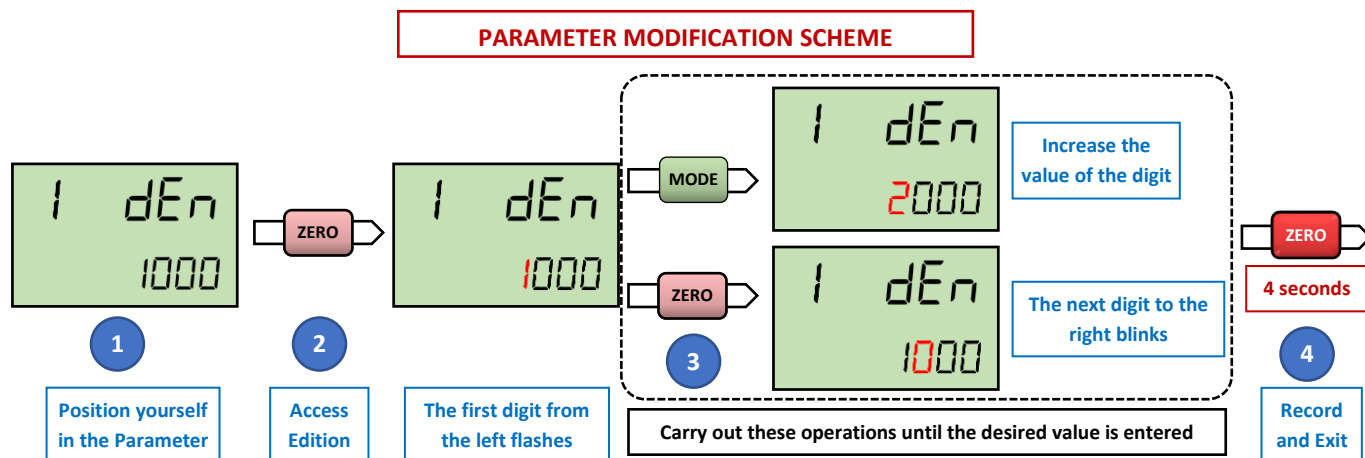 PARAMETER MODIFICATION SCHEME
1 dEn
1000
1
Position yourself
in the Parameter
ZERO
2
Access
Edition
1 dEn
1000
The first digit from
the left flashes
MODE
1 dEn
2000
Increase the
value of the digit
ZERO
3
1 dEn
1000
The next digit to the
right blinks
Carry out these operations until the desired value is entered
ZERO
4 seconds
4
Record
and Exit